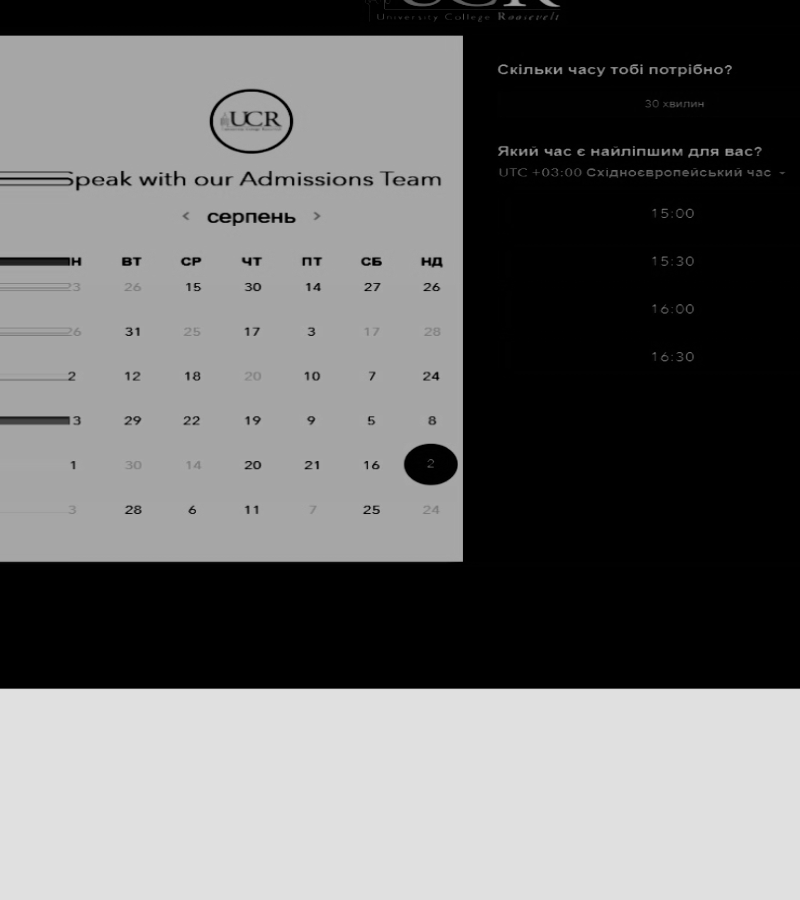 UCR
University College Roosevelt
UCR
Speak with our Admissions Team
< серпень >
Н ВТ СР ЧТ ПТ СБ НД
23 26 15 30 14 27 26
26 31 25 17 3 17 28
2 12 18 20 10 7 24
3 29 22 19 9 5 8
1 30 14 20 21 16 2
3 28 6 11 7 25 24
Скільки часу тобі потрібно?
30 хвилин
Який час є найліпшим для вас?
UTC +03:00 Східноєвропейський час
15:00
15:30
16:00
16:30